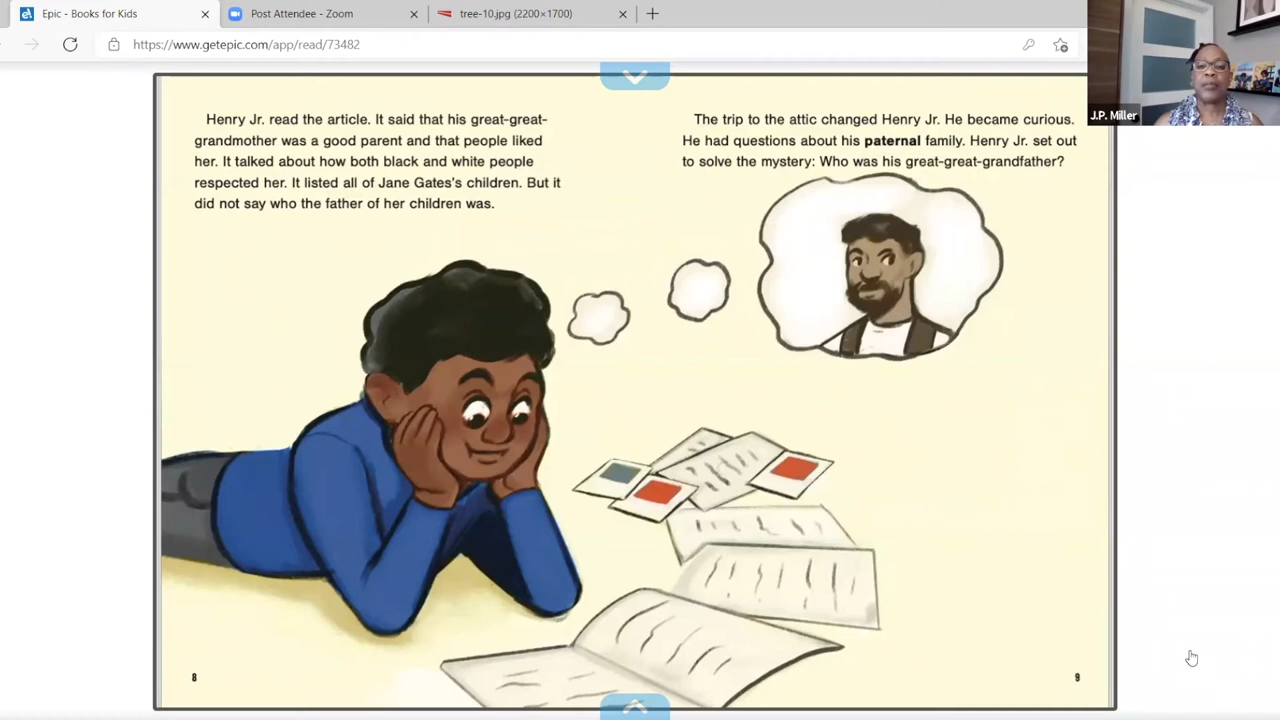 Epic - Books for Kids
Post Attendee - Zoom
tree-10.jpg (2200×1700)
https://www.getepic.com/app/read/73482
J.P. Miller
Henry Jr. read the article. It said that his great-great-
grandmother was a good parent and that people liked
her. It talked about how both black and white people
respected her. It listed all of Jane Gates's children. But it
did not say who the father of her children was.
The trip to the attic changed Henry Jr. He became curious.
He had questions about his paternal family. Henry Jr. set out
to solve the mystery: Who was his great-great-grandfather?
8
9